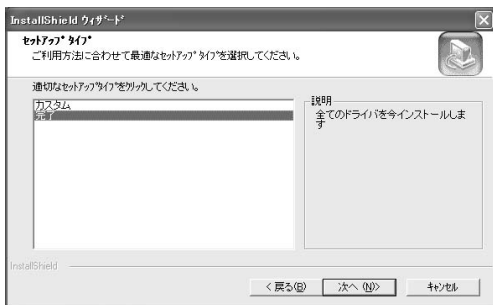 InstallShield ウィザード
セットアップ タイプ
ご利用方法に合わせて最適なセットアップ タイプを選択してください。
適切なセットアップタイプをクリックしてください。
カスタム
完了
説明
全てのドライバを今インストールしま
す
InstallShield
< 戻る(B)
次へ (N)>
キャンセル